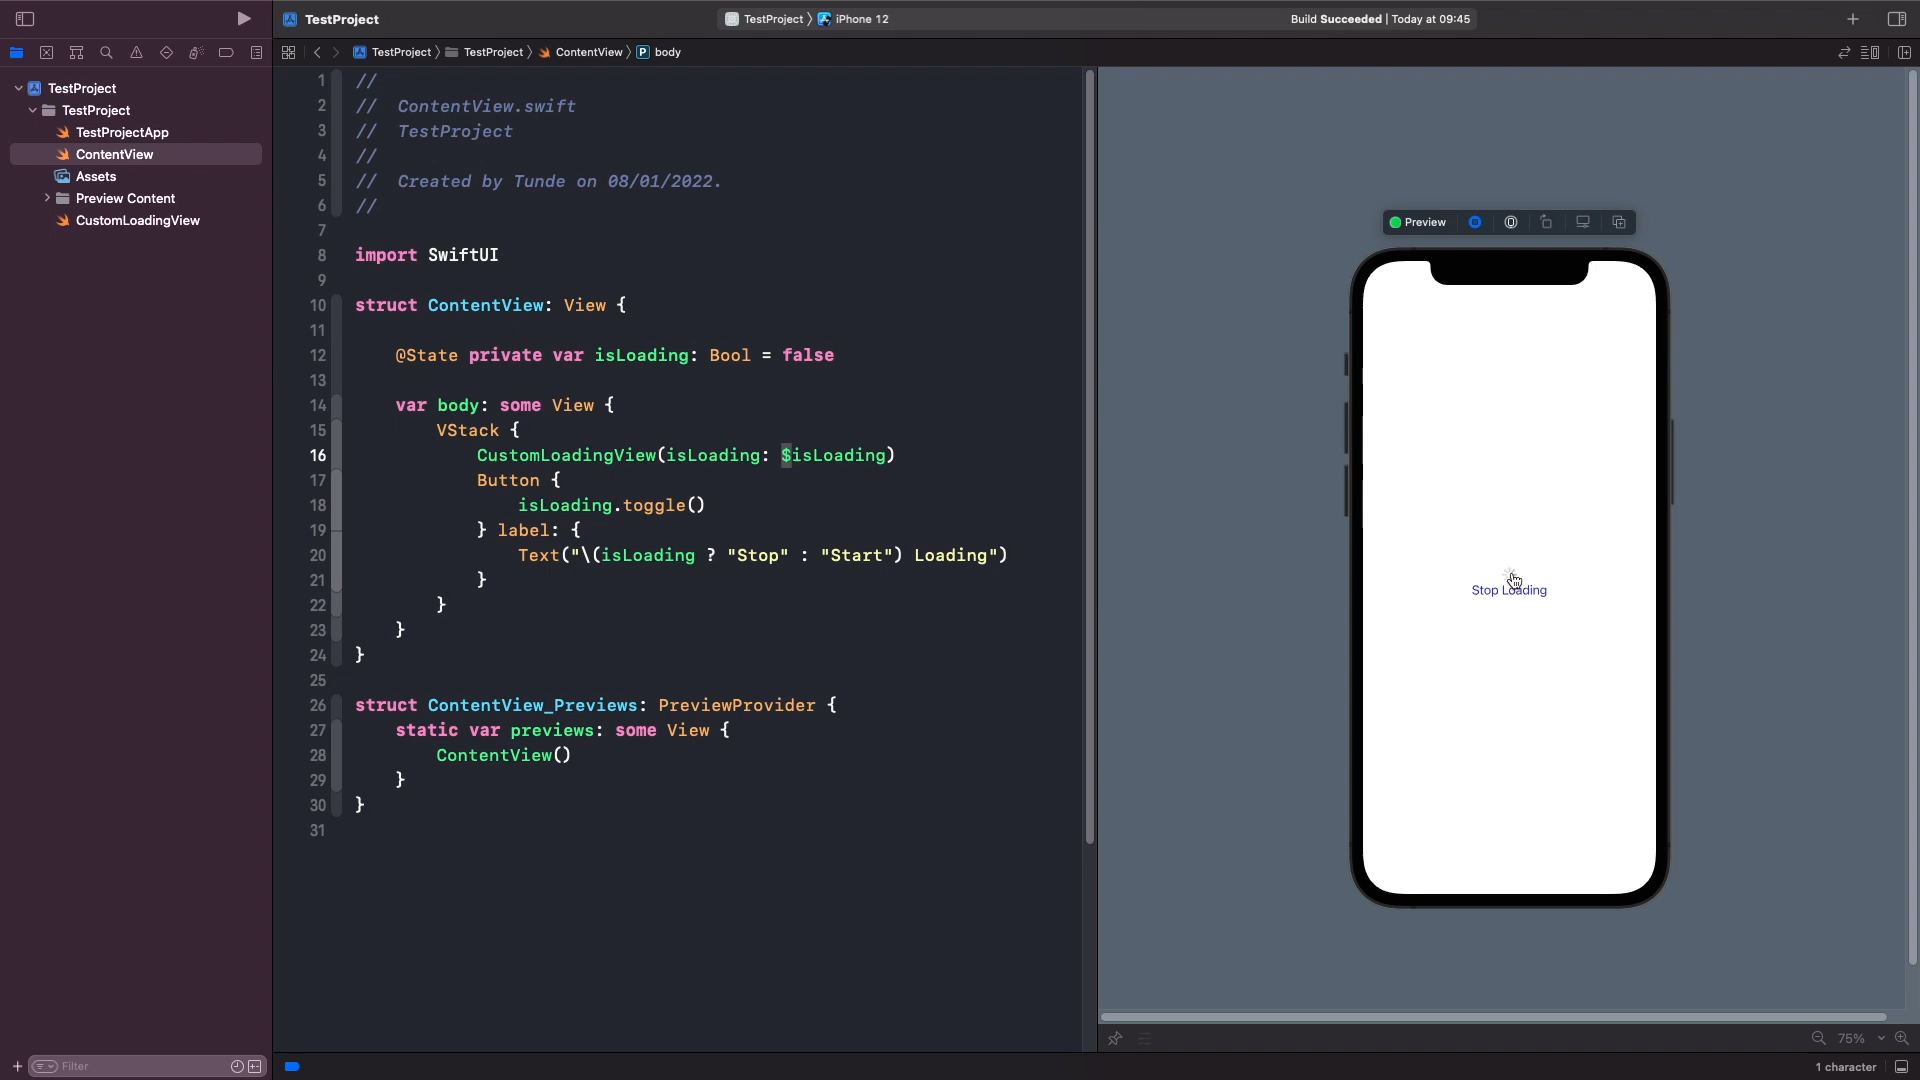 TestProject
TestProject 〉 iPhone 12
Build Succeeded | Today at 09:45
TestProject 〉 TestProject 〉 ContentView 〉 P body
TestProject
TestProject
TestProjectApp
ContentView
Assets
Preview Content
CustomLoadingView
1 //
2 //  ContentView.swift
3 //  TestProject
4 //
5 //  Created by Tunde on 08/01/2022.
6 //
7
8 import SwiftUI
9
10 struct ContentView: View {
11
12     @State private var isLoading: Bool = false
13
14     var body: some View {
15         VStack {
16             CustomLoadingView(isLoading: $isLoading)
17             Button {
18                 isLoading.toggle()
19             } label: {
20                 Text("\(isLoading ? "Stop" : "Start") Loading")
21             }
22         }
23     }
24 }
25
26 struct ContentView_Previews: PreviewProvider {
27     static var previews: some View {
28         ContentView()
29     }
30 }
31
Preview
Stop Loading
75%
Filter
1 character